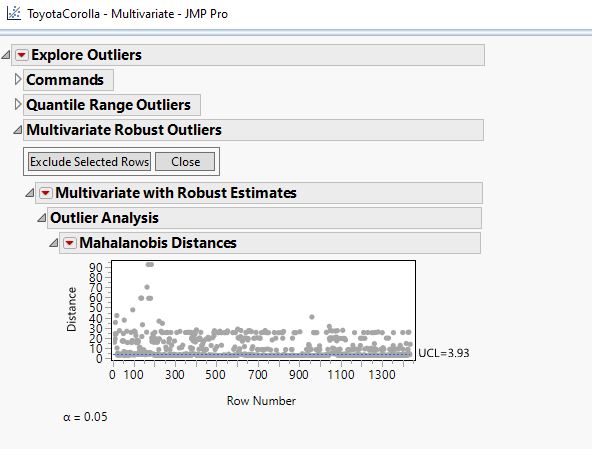 ToyotaCorolla - Multivariate - JMP Pro
Explore Outliers
Commands
Quantile Range Outliers
Multivariate Robust Outliers
Exclude Selected Rows Close
Multivariate with Robust Estimates
Outlier Analysis
Mahalanobis Distances
90
80
70
60
50
40
30
20
10
0
Distance
UCL=3.93
0 100 300 500 700 900 1100 1300
Row Number
α = 0.05